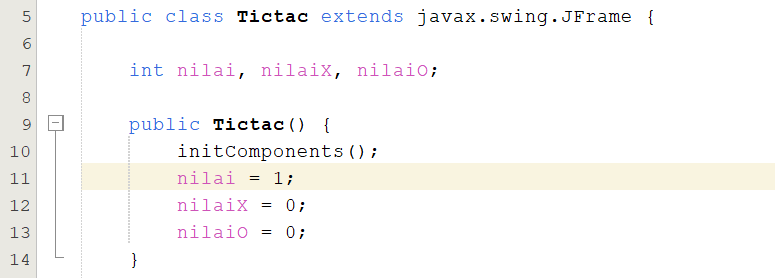 5 public class Tictac extends javax.swing.JFrame {
6
7 int nilai, nilaiX, nilaiO;
8
9 public Tictac() {
10 initComponents();
11 nilai = 1;
12 nilaiX = 0;
13 nilaiO = 0;
14 }